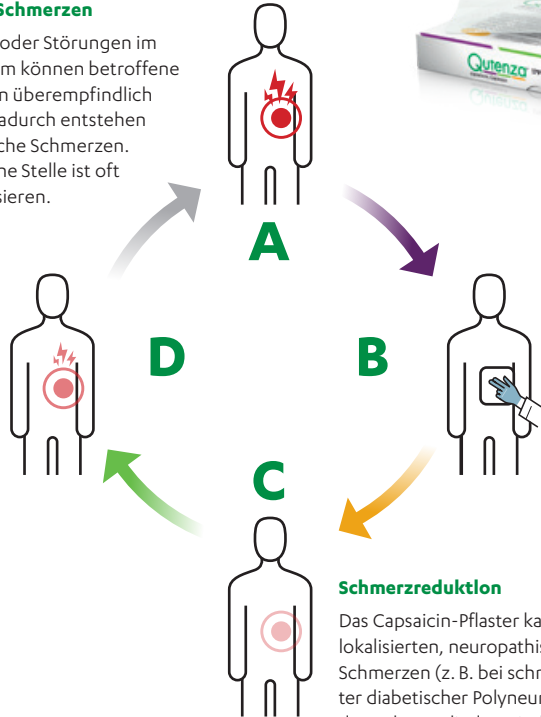 Schmerzen
oder Störungen im
m können betroffene
n überempfindlich
adurch entstehen
che Schmerzen.
ne Stelle ist oft
sieren.
Qutenza
A
D
B
C
Schmerzreduktion
Das Capsaicin-Pflaster ka
lokalisierten, neuropathis
Schmerzen (z. B. bei schm
ter diabetischer Polyneur